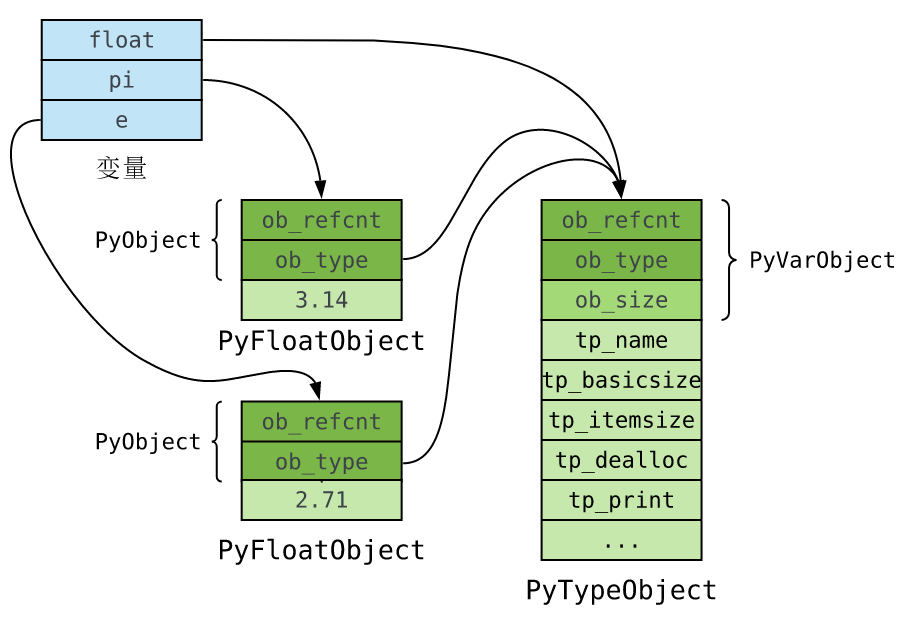 float
pi
e
变量
PyObject
ob_refcnt
ob_type
3.14
PyFloatObject
PyObject
ob_refcnt
ob_type
2.71
PyFloatObject
ob_refcnt
ob_type
ob_size
tp_name
tp_basicsize
tp_itemsize
tp_dealloc
tp_print
...
PyTypeObject
PyVarObject